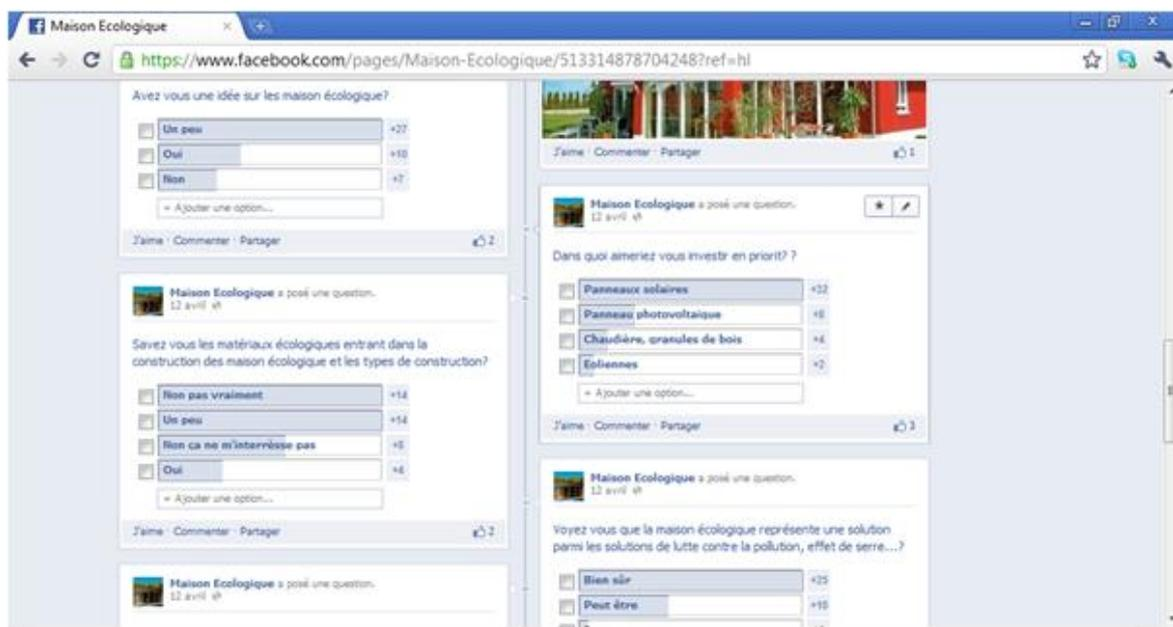 Maison Ecologique
https://www.facebook.com/pages/Maison-Ecologique/513314878704248?ref=hl
Avez vous une idée sur les maison écologique?
Un peu +27
Oui +10
Non +7
+ Ajouter une option...
J'aime · Commenter · Partager 2
Maison Ecologique a posé une question.
12 avril
Savez vous les matériaux écologiques entrant dans la
construction des maison écologique et les types de construction?
Non pas vraiment +14
Un peu +14
Non ça ne m'interrèsse pas
Oui +4
+ Ajouter une option...
J'aime · Commenter · Partager 2
Maison Ecologique a posé une question.
12 avril
J'aime · Commenter · Partager 1
Maison Ecologique a posé une question.
12 avril
Dans quoi aimeriez vous investir en priorit? ?
Panneaux solaires +32
Panneau photovoltaique
Chaudière, granules de bois +4
Eoliennes +2
+ Ajouter une option...
J'aime · Commenter · Partager 3
Maison Ecologique a posé une question.
12 avril
Voyez vous que la maison écologique représente une solution
parmi les solutions de lutte contre la pollution, effet de serre...?
Bien sûr +25
Peut être +10